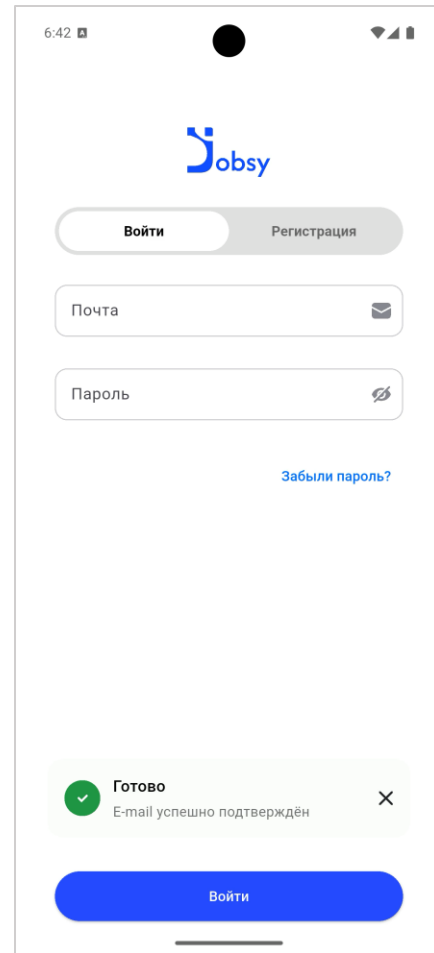 6:42
Jobsy
Войти
Регистрация
Почта
Пароль
Забыли пароль?
Готово
E-mail успешно подтверждён
Войти